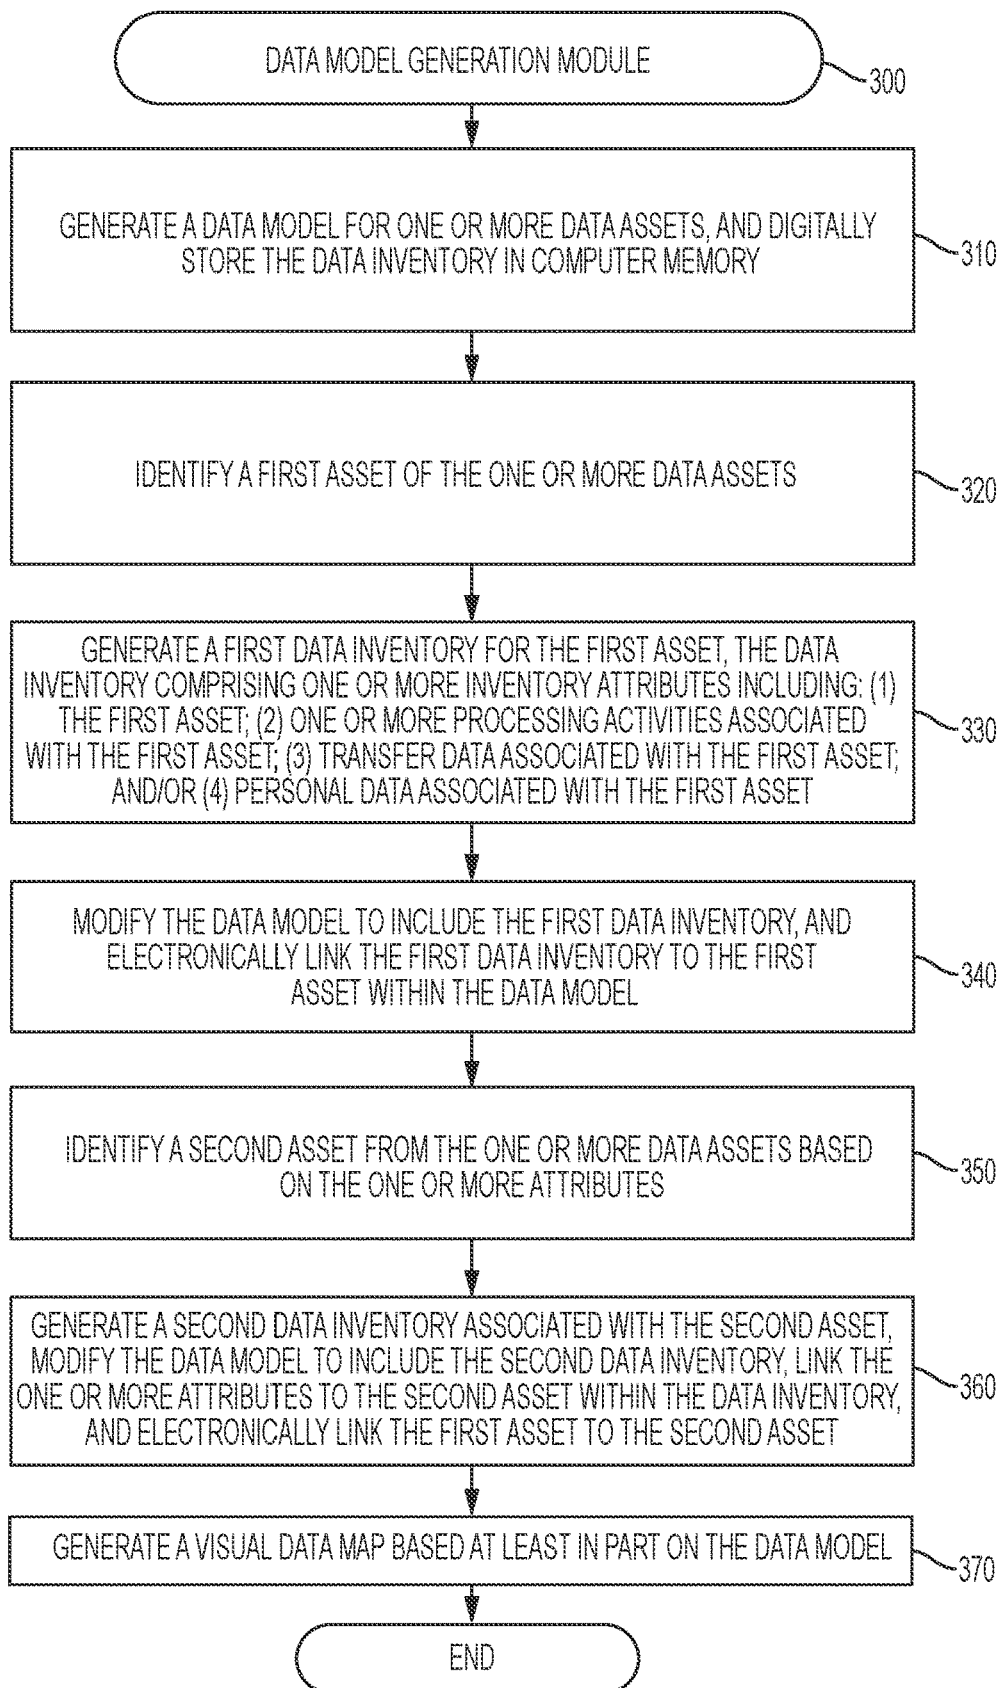 DATA MODEL GENERATION MODULE
300
GENERATE A DATA MODEL FOR ONE OR MORE DATA ASSETS, AND DIGITALLY
STORE THE DATA INVENTORY IN COMPUTER MEMORY
310
IDENTIFY A FIRST ASSET OF THE ONE OR MORE DATA ASSETS
320
GENERATE A FIRST DATA INVENTORY FOR THE FIRST ASSET, THE DATA
INVENTORY COMPRISING ONE OR MORE INVENTORY ATTRIBUTES INCLUDING: (1)
THE FIRST ASSET; (2) ONE OR MORE PROCESSING ACTIVITIES ASSOCIATED
WITH THE FIRST ASSET; (3) TRANSFER DATA ASSOCIATED WITH THE FIRST ASSET;
AND/OR (4) PERSONAL DATA ASSOCIATED WITH THE FIRST ASSET
330
MODIFY THE DATA MODEL TO INCLUDE THE FIRST DATA INVENTORY, AND
ELECTRONICALLY LINK THE FIRST DATA INVENTORY TO THE FIRST
ASSET WITHIN THE DATA MODEL
340
IDENTIFY A SECOND ASSET FROM THE ONE OR MORE DATA ASSETS BASED
ON THE ONE OR MORE ATTRIBUTES
350
GENERATE A SECOND DATA INVENTORY ASSOCIATED WITH THE SECOND ASSET,
MODIFY THE DATA MODEL TO INCLUDE THE SECOND DATA INVENTORY, LINK THE
ONE OR MORE ATTRIBUTES TO THE SECOND ASSET WITHIN THE DATA INVENTORY,
AND ELECTRONICALLY LINK THE FIRST ASSET TO THE SECOND ASSET
360
GENERATE A VISUAL DATA MAP BASED AT LEAST IN PART ON THE DATA MODEL
370
END